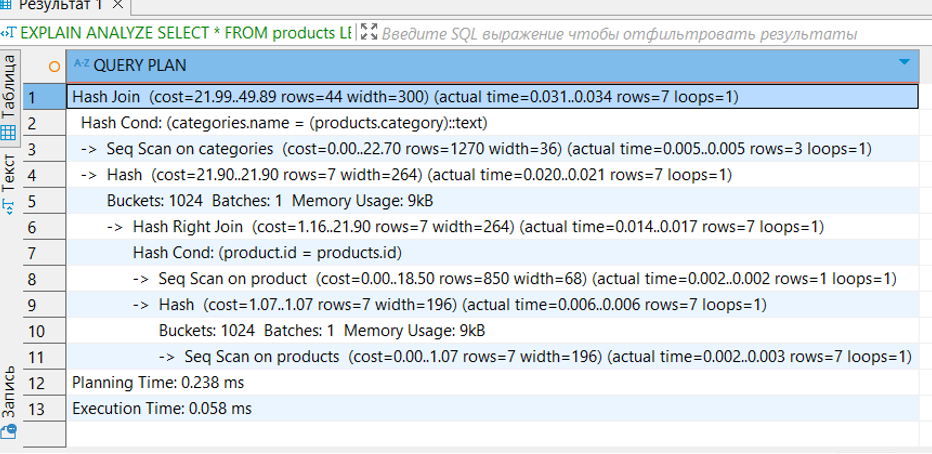 Результат 1 ×
EXPLAIN ANALYZE SELECT * FROM products LE
Введите SQL выражение чтобы отфильтровать результаты
Таблица
Текст
Запись
A-Z QUERY PLAN
1 Hash Join (cost=21.99..49.89 rows=44 width=300) (actual time=0.031..0.034 rows=7 loops=1)
2 Hash Cond: (categories.name = (products.category)::text)
3 -> Seq Scan on categories (cost=0.00..22.70 rows=1270 width=36) (actual time=0.005..0.005 rows=3 loops=1)
4 -> Hash (cost=21.90..21.90 rows=7 width=264) (actual time=0.020..0.021 rows=7 loops=1)
5 Buckets: 1024 Batches: 1 Memory Usage: 9kB
6 -> Hash Right Join (cost=1.16..21.90 rows=7 width=264) (actual time=0.014..0.017 rows=7 loops=1)
7 Hash Cond: (product.id = products.id)
8 -> Seq Scan on product (cost=0.00..18.50 rows=850 width=68) (actual time=0.002..0.002 rows=1 loops=1)
9 -> Hash (cost=1.07..1.07 rows=7 width=196) (actual time=0.006..0.006 rows=7 loops=1)
10 Buckets: 1024 Batches: 1 Memory Usage: 9kB
11 -> Seq Scan on products (cost=0.00..1.07 rows=7 width=196) (actual time=0.002..0.003 rows=7 loops=1)
12 Planning Time: 0.238 ms
13 Execution Time: 0.058 ms